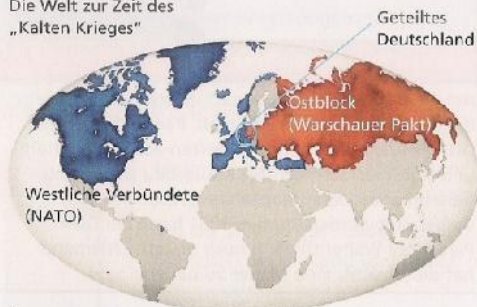 Die Welt zur Zeit des
„Kalten Krieges“
Geteiltes
Deutschland
Ostblock
(Warschauer Pakt)
Westliche Verbündete
(NATO)